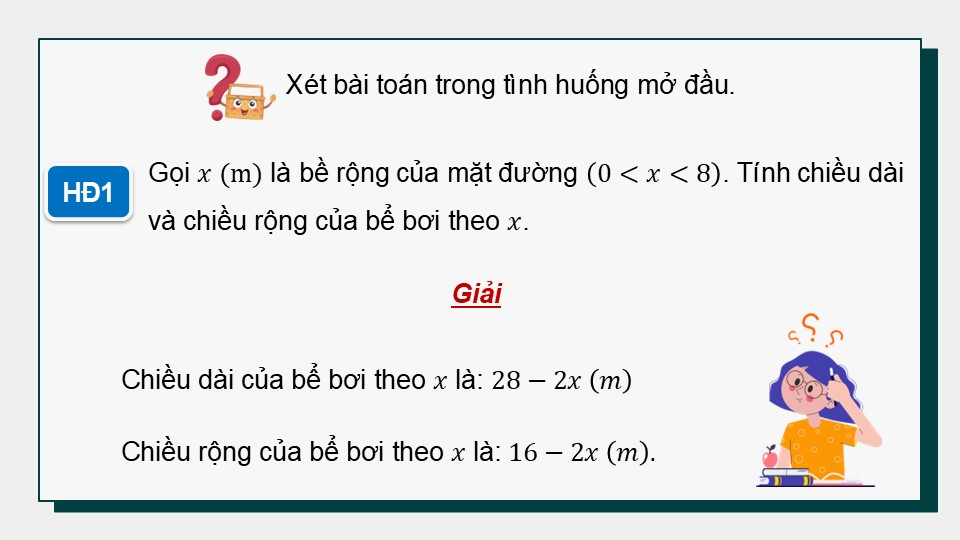 Xét bài toán trong tình huống mở đầu.
HĐ1
Gọi 𝑥 (m) là bề rộng của mặt đường (0 < 𝑥 < 8). Tính chiều dài
và chiều rộng của bể bơi theo 𝑥.
Giải
Chiều dài của bể bơi theo 𝑥 là: 28 − 2𝑥 (𝑚)
Chiều rộng của bể bơi theo 𝑥 là: 16 − 2𝑥 (𝑚).